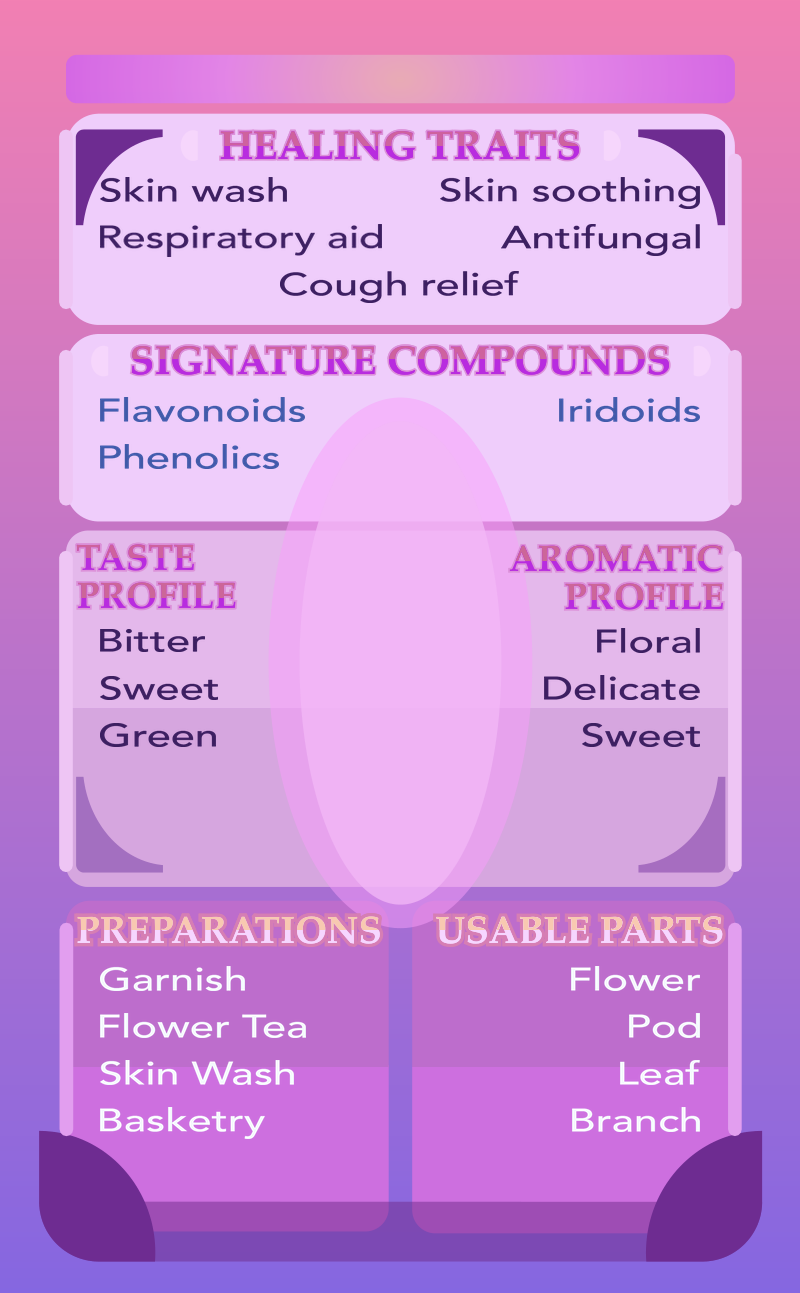 HEALING TRAITS
Skin wash Skin soothing
Respiratory aid Antifungal
Cough relief
SIGNATURE COMPOUNDS
Flavonoids Iridoids
Phenolics
TASTE
PROFILE
Bitter
Sweet
Green
AROMATIC
PROFILE
Floral
Delicate
Sweet
PREPARATIONS
Garnish
Flower Tea
Skin Wash
Basketry
USABLE PARTS
Flower
Pod
Leaf
Branch